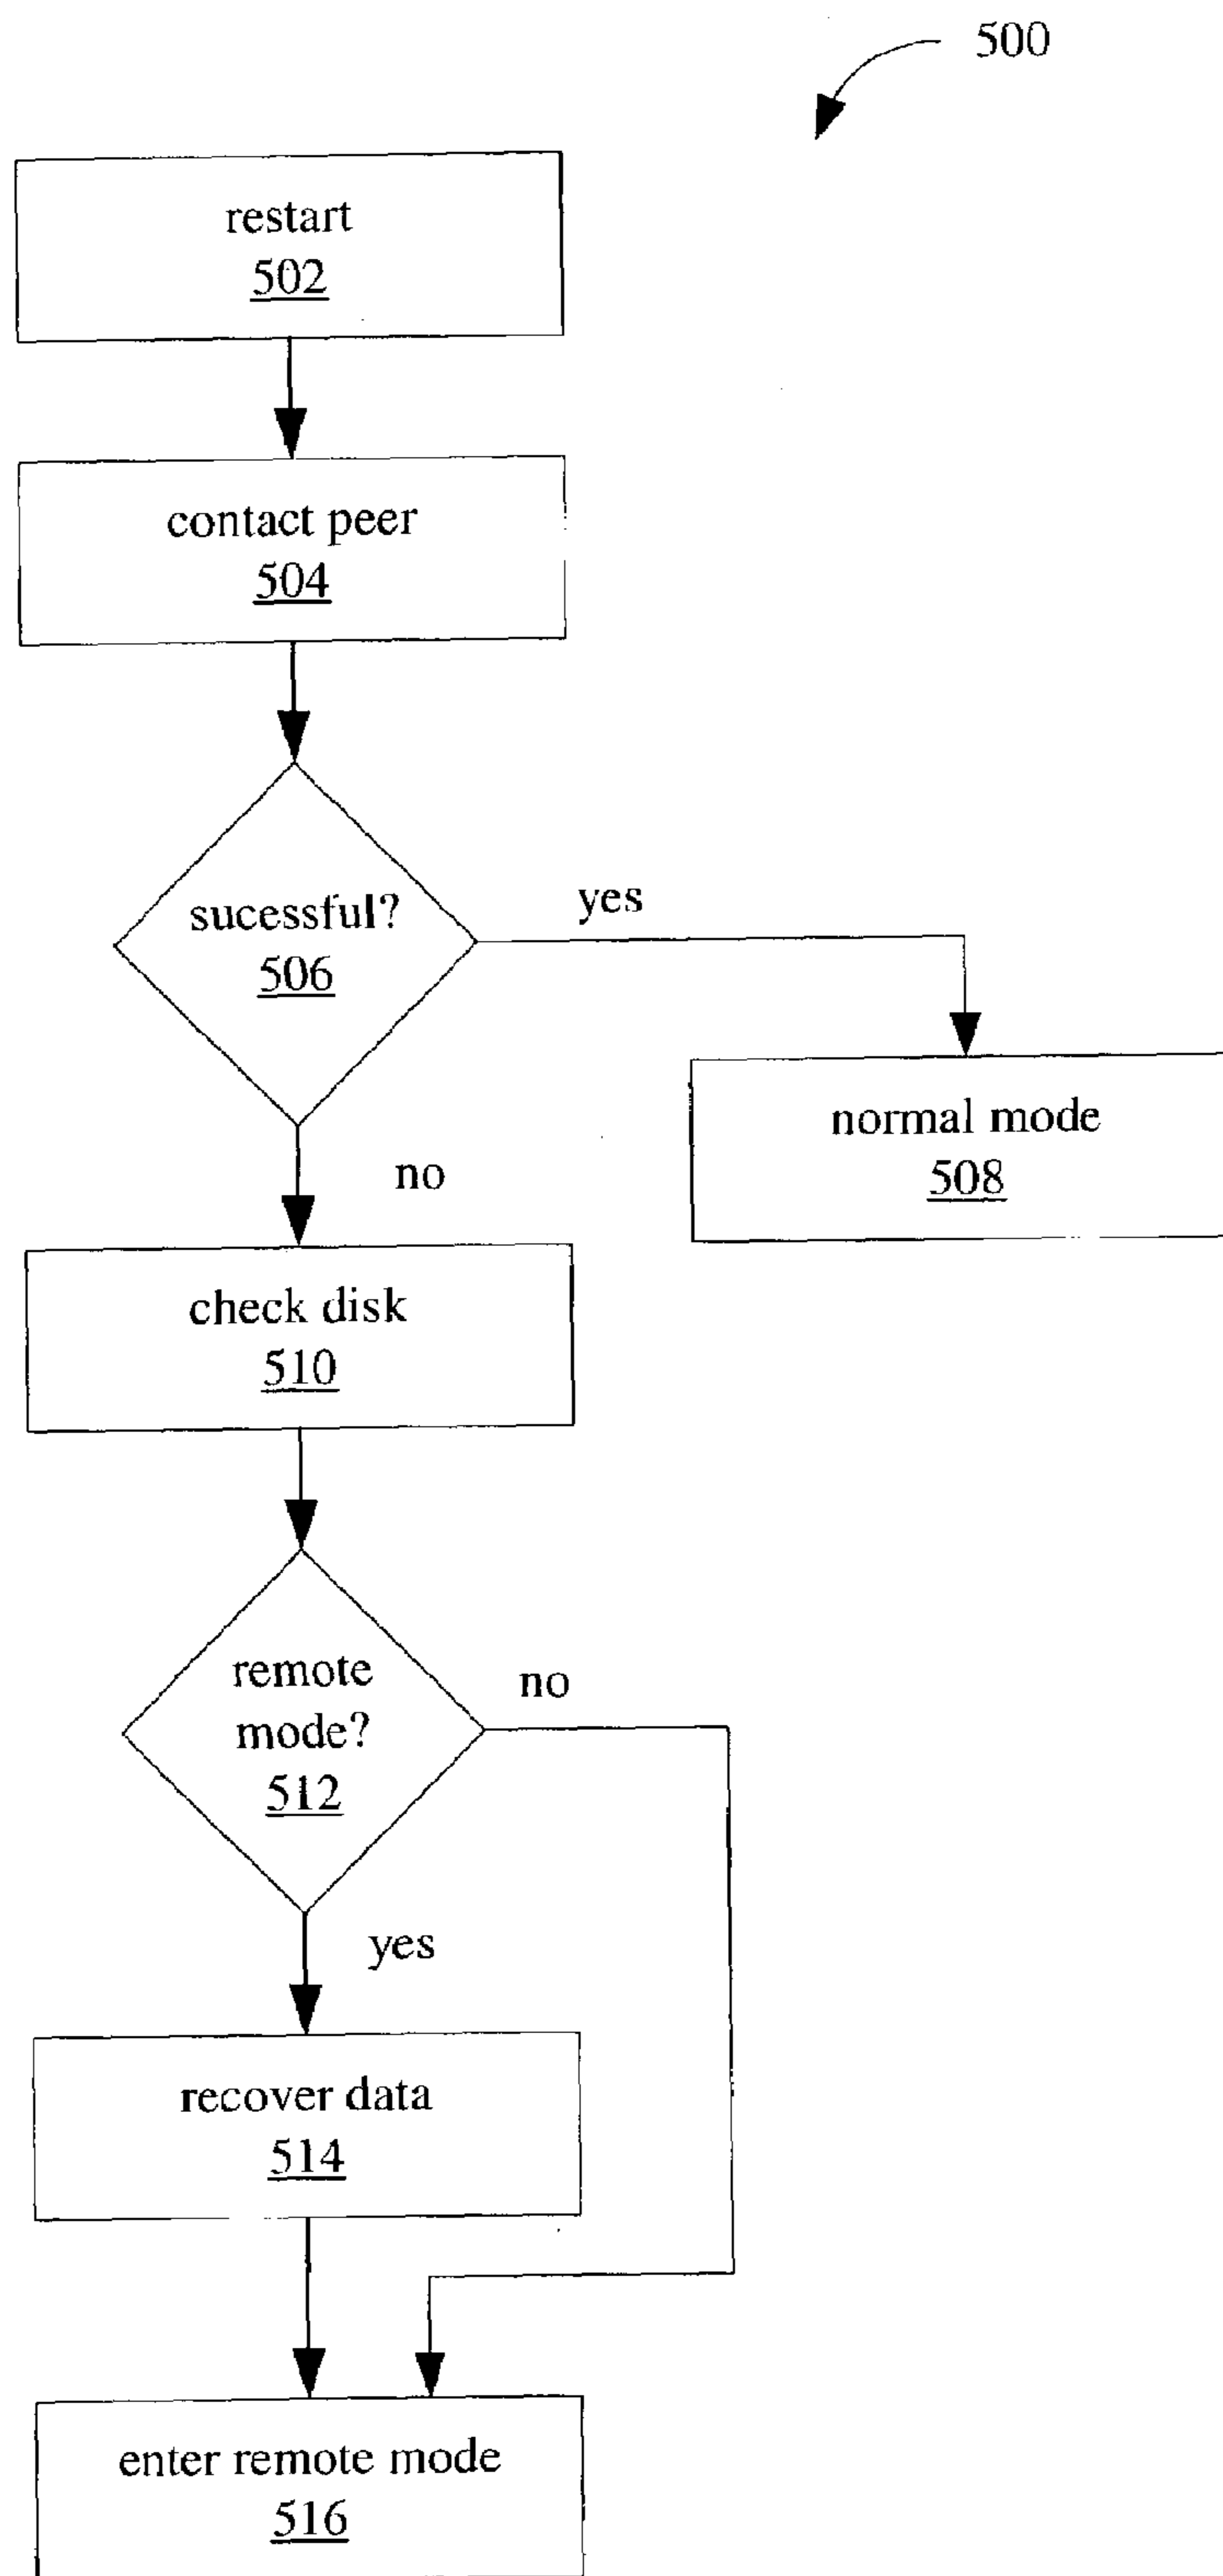 500
restart
502
contact peer
504
sucessful?
506
yes
normal mode
508
no
check disk
510
remote
mode?
512
no
yes
recover data
514
enter remote mode
516